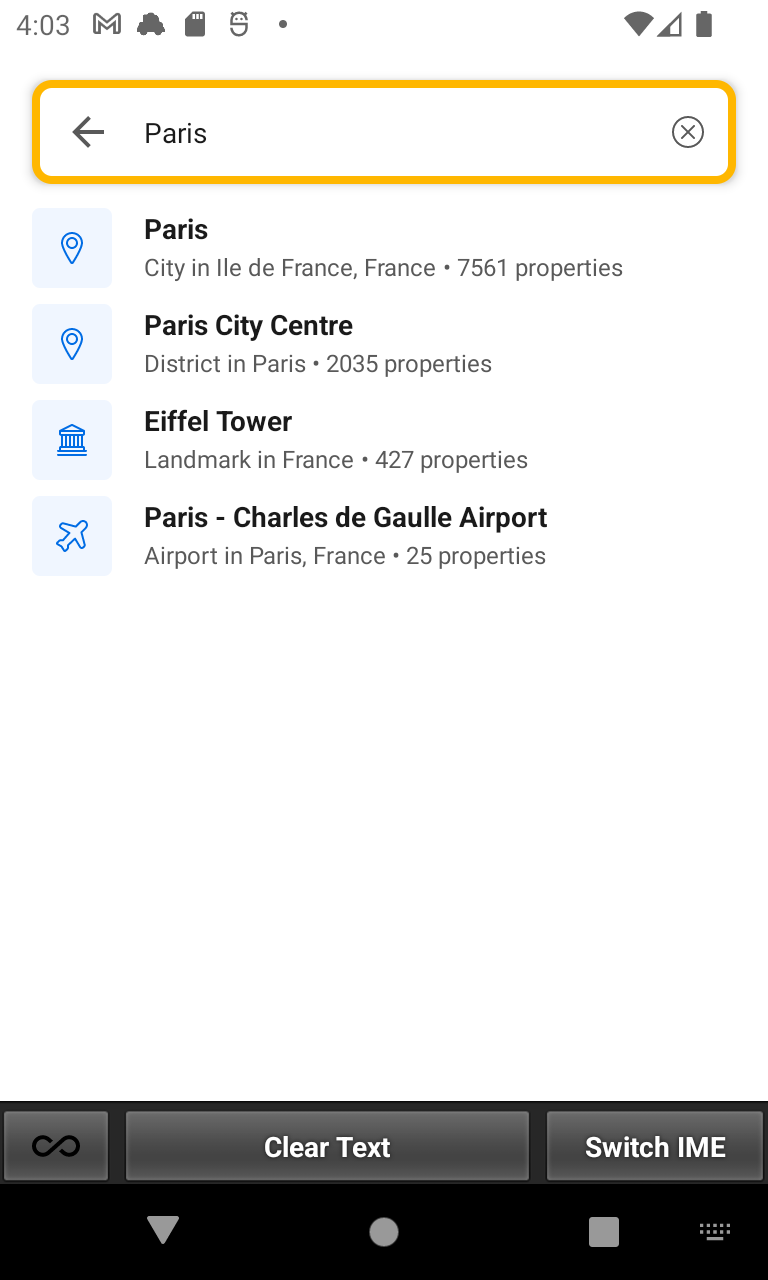 4:03
Paris
Paris
City in Ile de France, France • 7561 properties
Paris City Centre
District in Paris • 2035 properties
Eiffel Tower
Landmark in France • 427 properties
Paris - Charles de Gaulle Airport
Airport in Paris, France • 25 properties
Clear Text
Switch IME